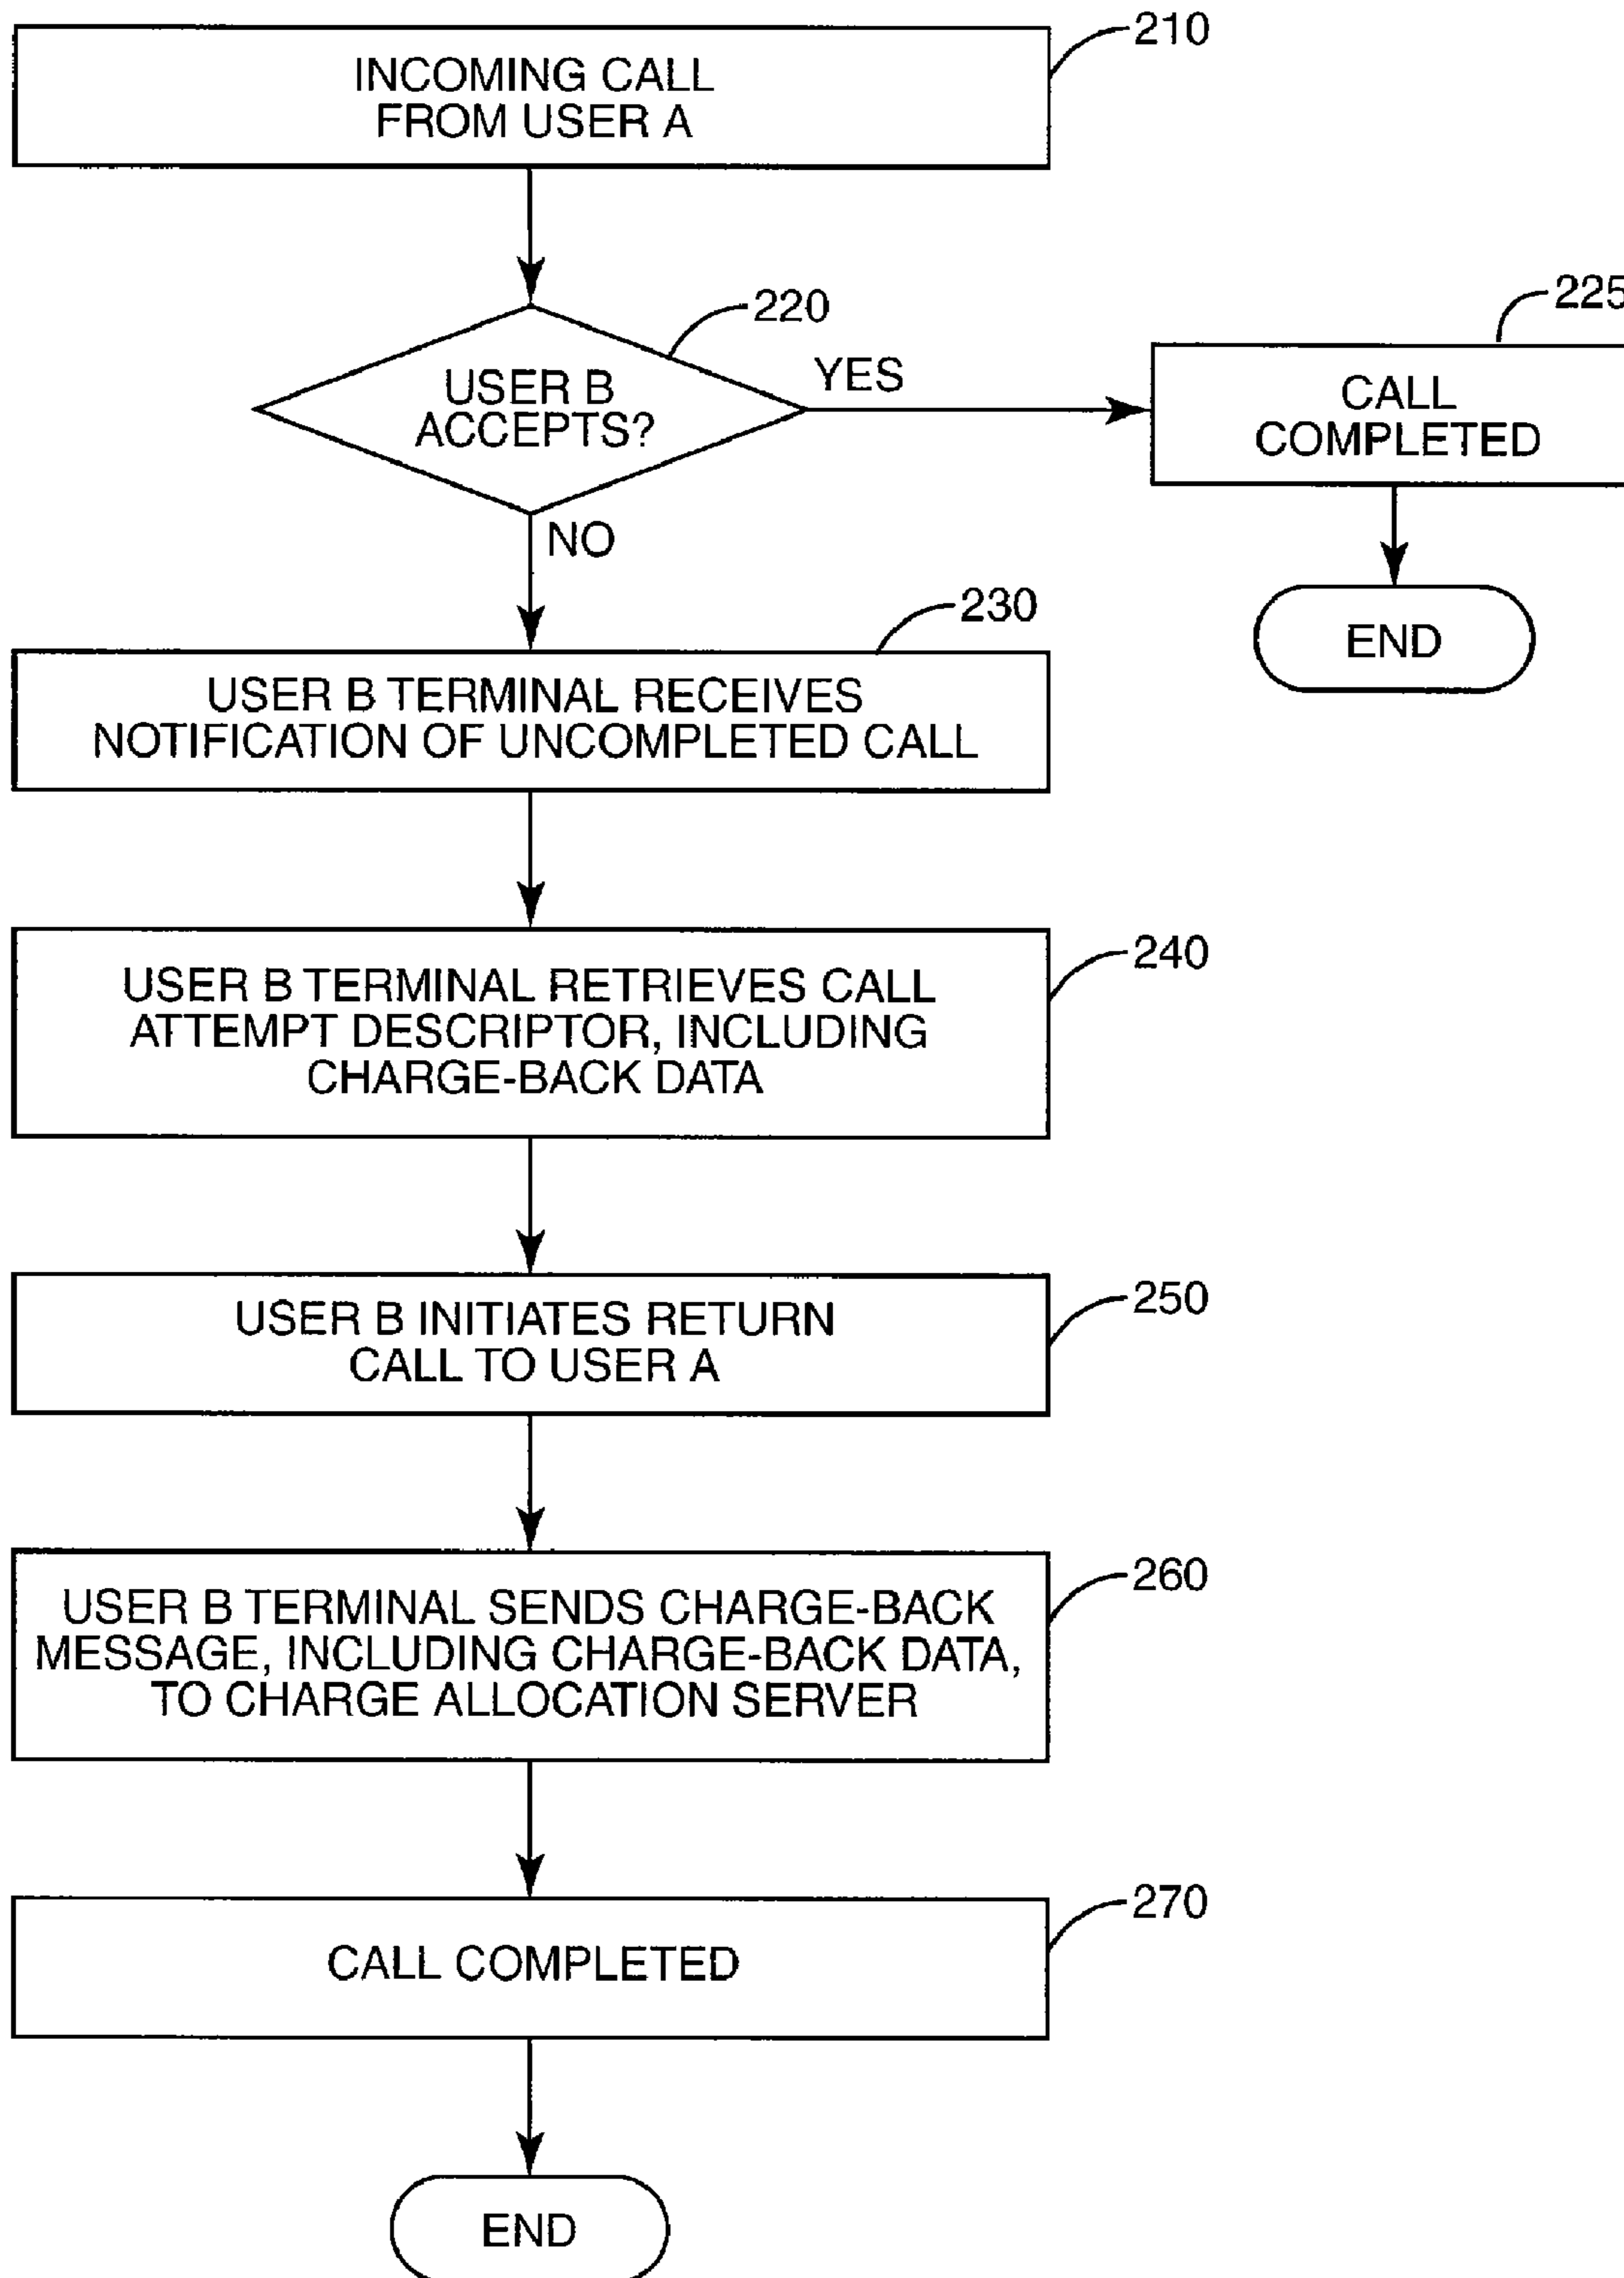 210
INCOMING CALL
FROM USER A
220
225
USER B
ACCEPTS?
YES
CALL
COMPLETED
NO
END
230
USER B TERMINAL RECEIVES
NOTIFICATION OF UNCOMPLETED CALL
240
USER B TERMINAL RETRIEVES CALL
ATTEMPT DESCRIPTOR, INCLUDING
CHARGE-BACK DATA
250
USER B INITIATES RETURN
CALL TO USER A
260
USER B TERMINAL SENDS CHARGE-BACK
MESSAGE, INCLUDING CHARGE-BACK DATA,
TO CHARGE ALLOCATION SERVER
270
CALL COMPLETED
END